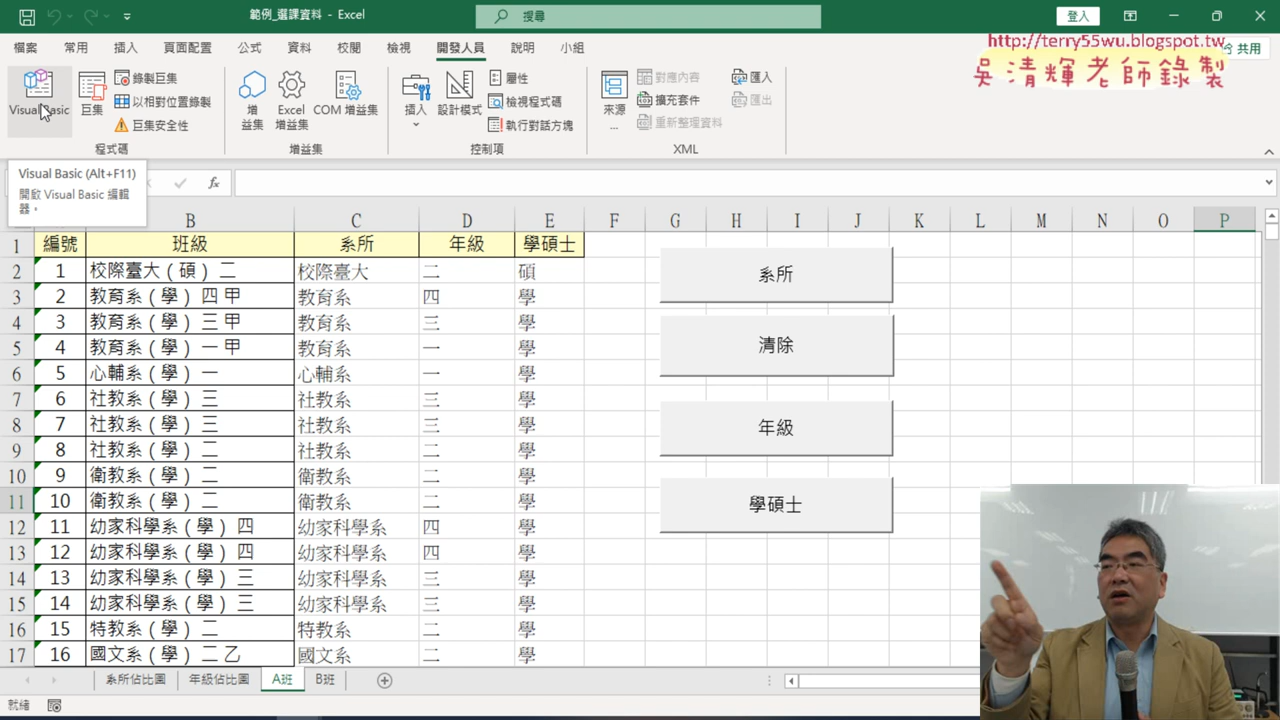 範例_選課資料 - Excel
搜尋
登入
http://terry55wu.blogspot.tw
吳清輝老師錄製
檔案 常用 插入 頁面配置 公式 資料 校閱 檢視 開發人員 說明 小組
共用
Visual Basic 巨集 錄製巨集 以相對位置錄製 巨集安全性
程式碼
增益集 Excel 增益集 COM 增益集
增益集
插入 設計模式 屬性 檢視程式碼 執行對話方塊
控制項
來源... 對應內容 擴充套件 重新整理資料 匯入 匯出
XML
Visual Basic (Alt+F11)
開啟 Visual Basic 編輯器。
fx
B C D E F G H I J K L M N O P
1 編號 班級 系所 年級 學碩士
2 1 校際臺大（碩）二 校際臺大 二 碩
3 2 教育系（學）四 甲 教育系 四 學
4 3 教育系（學）三 甲 教育系 三 學
5 4 教育系（學）一 甲 教育系 一 學
6 5 心輔系（學）一 心輔系 一 學
7 6 社教系（學）三 社教系 三 學
8 7 社教系（學）三 社教系 三 學
9 8 社教系（學）二 社教系 二 學
10 9 衛教系（學）二 衛教系 二 學
11 10 衛教系（學）二 衛教系 二 學
12 11 幼家科學系（學）四 幼家科學系 四 學
13 12 幼家科學系（學）四 幼家科學系 四 學
14 13 幼家科學系（學）三 幼家科學系 三 學
15 14 幼家科學系（學）三 幼家科學系 三 學
16 15 特教系（學）二 特教系 二 學
17 16 國文系（學）二 乙 國文系 二 學
系所
清除
年級
學碩士
系所佔比圖 年級佔比圖 A班 B班
就緒